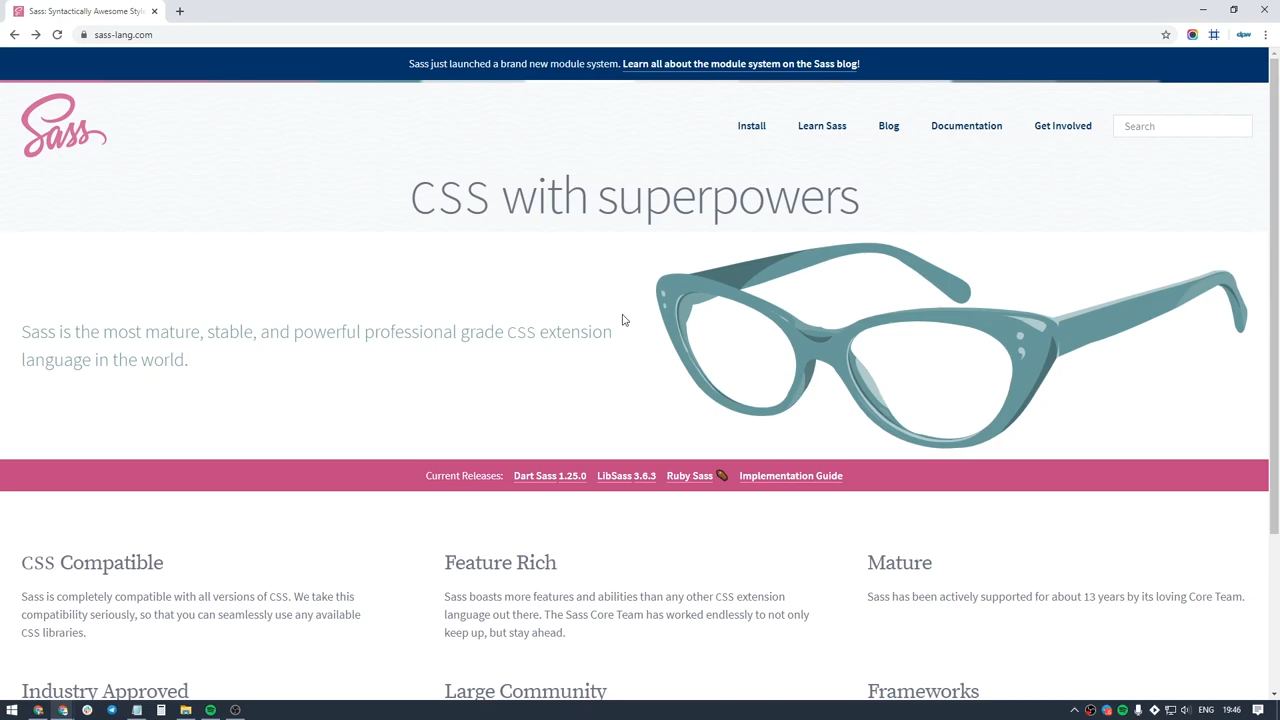 Sass: Syntactically Awesome Style
sass-lang.com
dpw
Sass just launched a brand new module system. Learn all about the module system on the Sass blog!
Sass
Install Learn Sass Blog Documentation Get Involved Search
CSS with superpowers
Sass is the most mature, stable, and powerful professional grade CSS extension
language in the world.
Current Releases: Dart Sass 1.25.0 LibSass 3.6.3 Ruby Sass Implementation Guide
CSS Compatible
Sass is completely compatible with all versions of CSS. We take this
compatibility seriously, so that you can seamlessly use any available
CSS libraries.
Feature Rich
Sass boasts more features and abilities than any other CSS extension
language out there. The Sass Core Team has worked endlessly to not only
keep up, but stay ahead.
Mature
Sass has been actively supported for about 13 years by its loving Core Team.
Industry Approved
Large Community
Frameworks
ENG 19:46